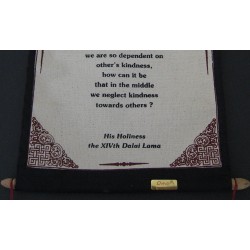 we are so dependent on
other's kindness,
how can it be
that in the middle
we neglect kindness
towards others ?
His Holiness
the XIVth Dalai Lama